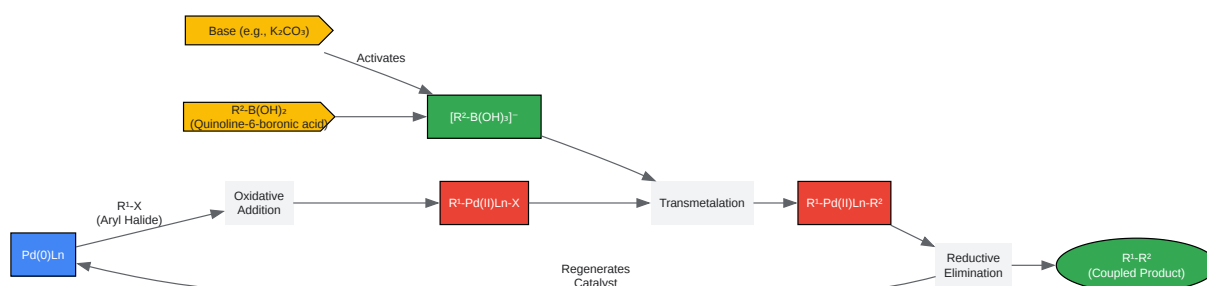 Base (e.g., K₂CO₃)
Activates
R²-B(OH)₂
(Quinoline-6-boronic acid)
[R²-B(OH)₃]⁻
R¹-X
(Aryl Halide)
Oxidative
Addition
R¹-Pd(II)Ln-X
Transmetalation
R¹-Pd(II)Ln-R²
Pd(0)Ln
Regenerates
Catalyst
Reductive
Elimination
R¹-R²
(Coupled Product)